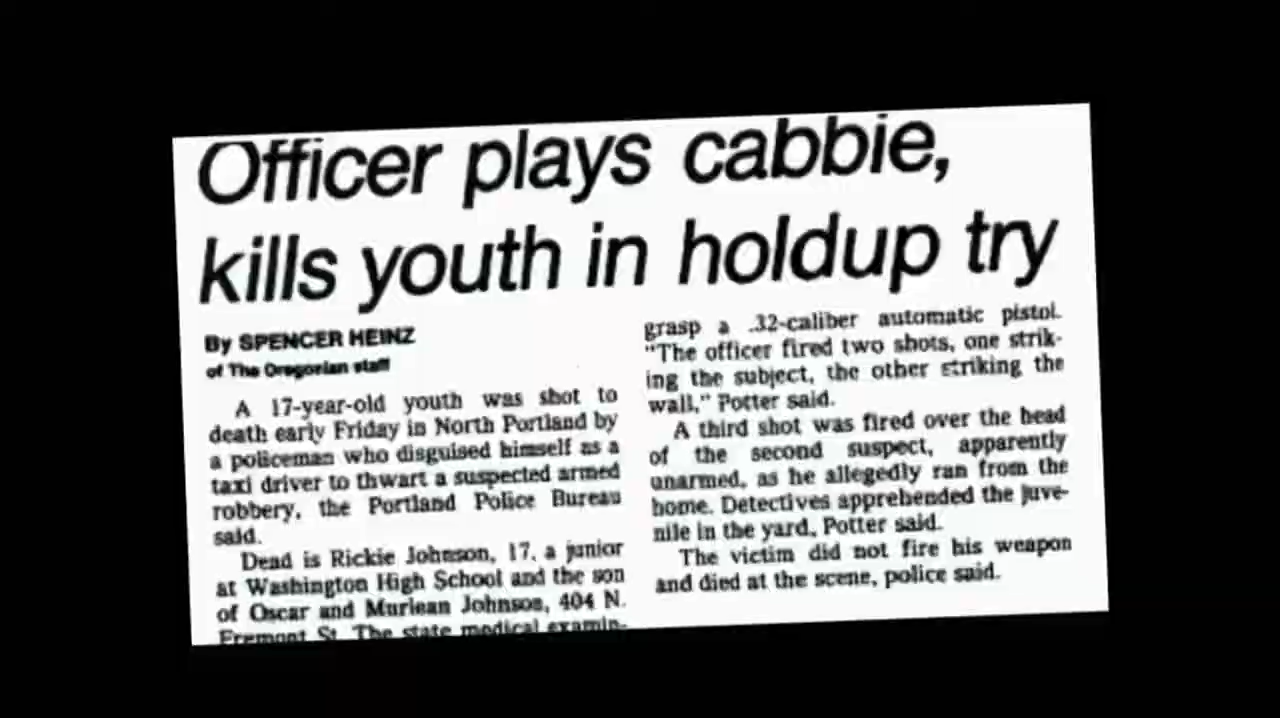 Officer plays cabbie,
kills youth in holdup try
By SPENCER HEINZ
of The Oregonian staff
A 17-year-old youth was shot to
death early Friday in North Portland by
a policeman who disguised himself as a
taxi driver to thwart a suspected armed
robbery, the Portland Police Bureau
said.
Dead is Rickie Johnson, 17, a junior
at Washington High School and the son
of Oscar and Murlean Johnson, 404 N.
Fremont St. The state medical examin-
grasp a .32-caliber automatic pistol.
"The officer fired two shots, one strik-
ing the subject, the other striking the
wall," Potter said.
A third shot was fired over the head
of the second suspect, apparently
unarmed, as he allegedly ran from the
home. Detectives apprehended the juve-
nile in the yard, Potter said.
The victim did not fire his weapon
and died at the scene, police said.